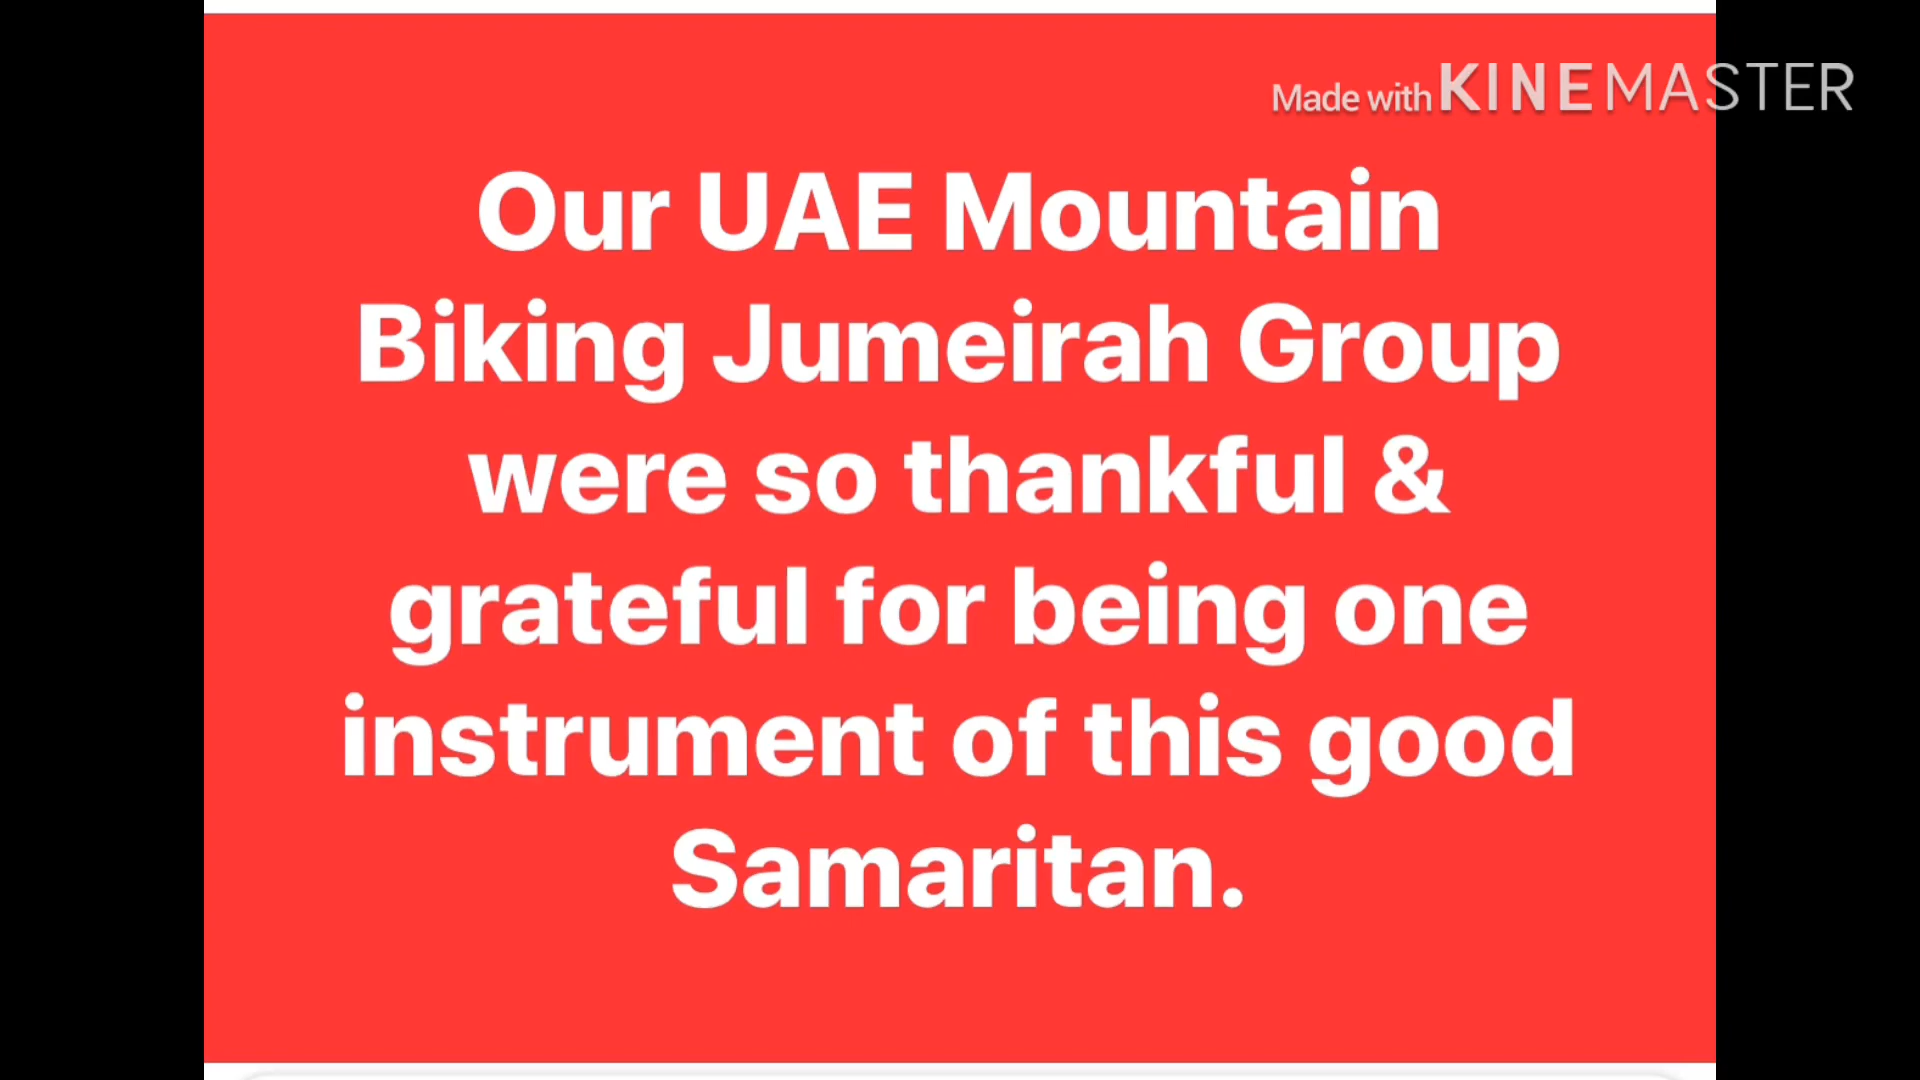 Made with KINEMASTER
Our UAE Mountain
Biking Jumeirah Group
were so thankful &
grateful for being one
instrument of this good
Samaritan.